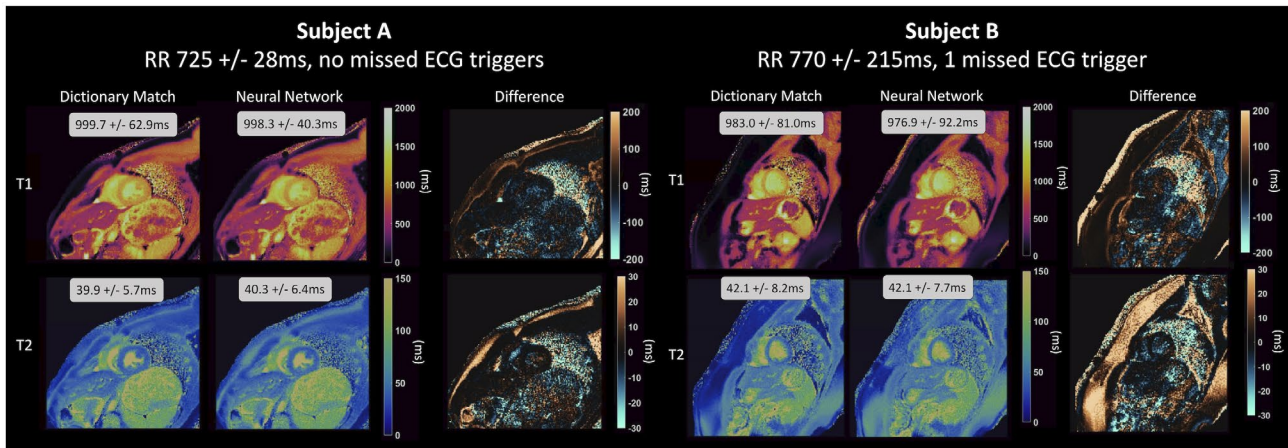 Subject A
RR 725 +/- 28ms, no missed ECG triggers
Dictionary Match
Neural Network
Difference
T1
999.7 +/- 62.9ms
998.3 +/- 40.3ms
2000
1500
1000
500
0
(ms)
200
100
0
-100
-200
(ms)
T2
39.9 +/- 5.7ms
40.3 +/- 6.4ms
150
100
50
0
(ms)
30
20
10
0
-10
-20
-30
(ms)
Subject B
RR 770 +/- 215ms, 1 missed ECG trigger
Dictionary Match
Neural Network
Difference
T1
983.0 +/- 81.0ms
976.9 +/- 92.2ms
2000
1500
1000
500
0
(ms)
200
100
0
-100
-200
(ms)
T2
42.1 +/- 8.2ms
42.1 +/- 7.7ms
150
100
50
0
(ms)
30
20
10
0
-10
-20
-30
(ms)